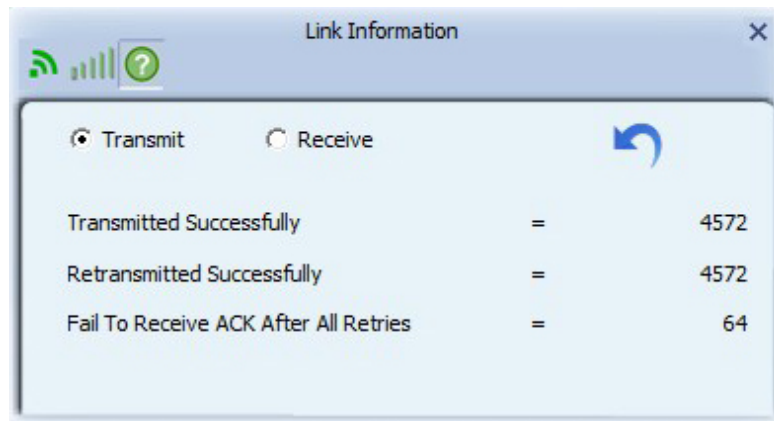 Link Information
Transmit Receive
Transmitted Successfully = 4572
Retransmitted Successfully = 4572
Fail To Receive ACK After All Retries = 64